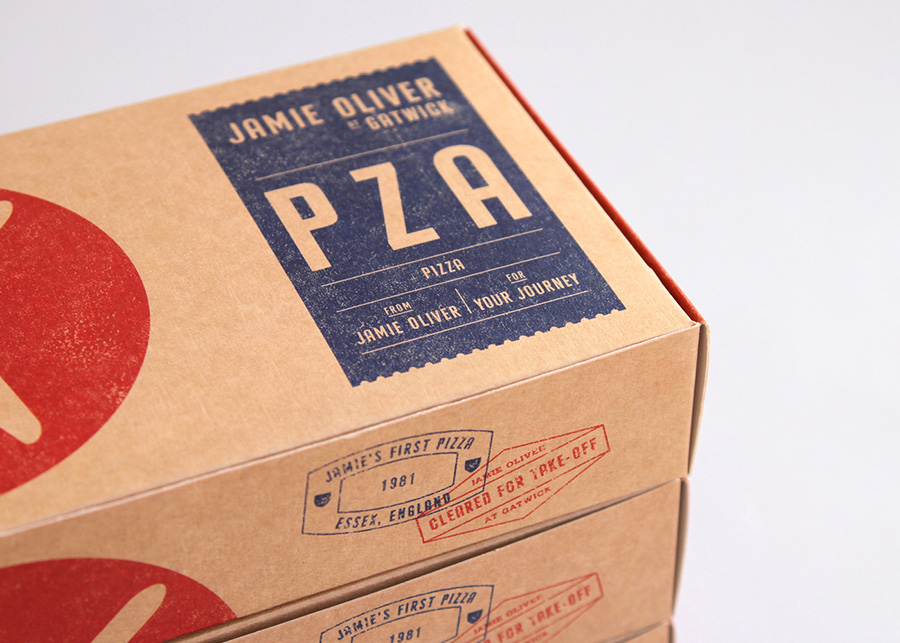 JAMIE OLIVER
AT GATWICK
PZA
PIZZA
FROM
JAMIE OLIVER
FOR
YOUR JOURNEY
JAMIE'S FIRST PIZZA
1981
ESSEX, ENGLAND
JAMIE OLIVER
CLEARED FOR TAKE-OFF
AT GATWICK
JAMIE'S FIRST PIZZA
1981
JAMIE OLIVER
FOR TAKE-OFF